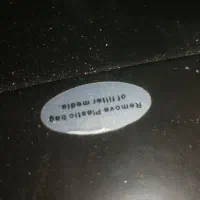 Remove Plastic bag
of filter media.